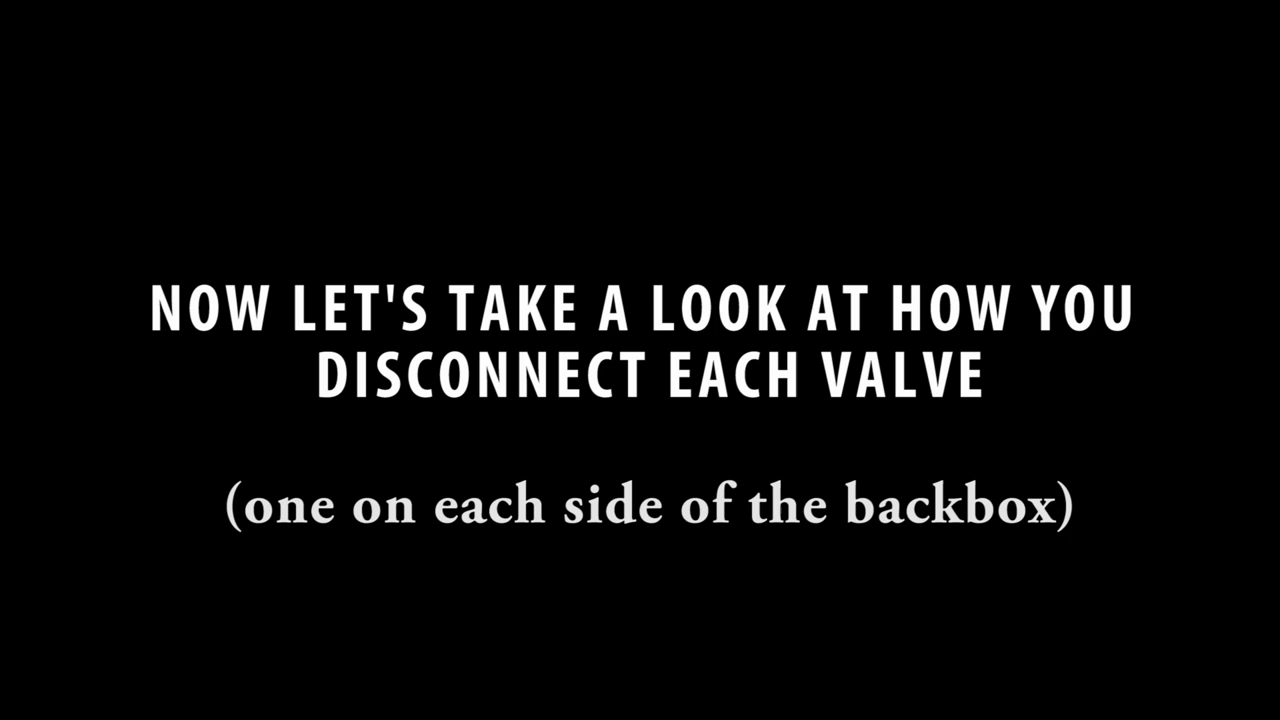 NOW LET'S TAKE A LOOK AT HOW YOU
DISCONNECT EACH VALVE
(one on each side of the backbox)